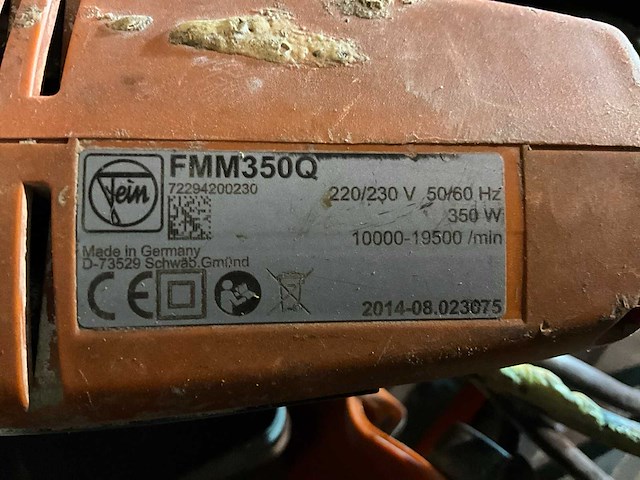 Fein
FMM350Q
72294200230
220/230 V 50/60 Hz
350 W
10000-19500 /min
Made in Germany
D-73529 Schwäb.Gmünd
CE
2014-08.023075